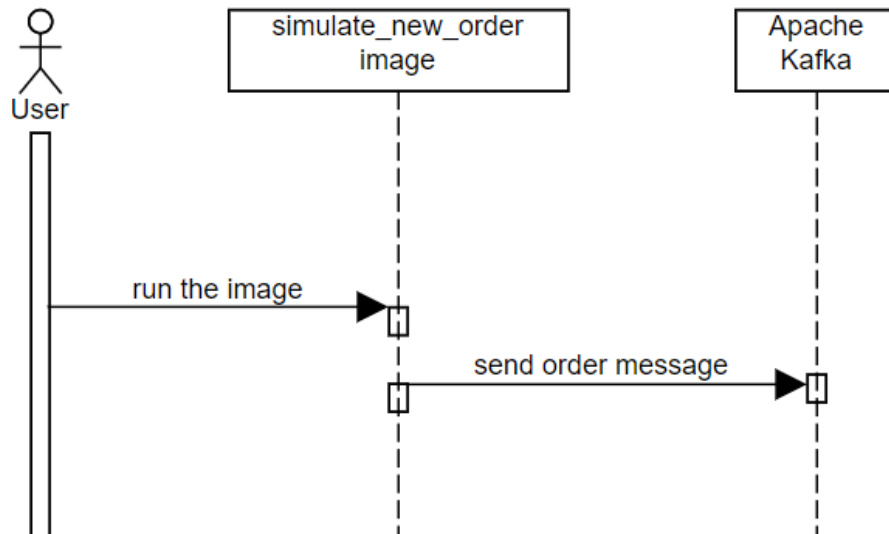 simulate_new_order
image
Apache
Kafka
User
run the image
send order message